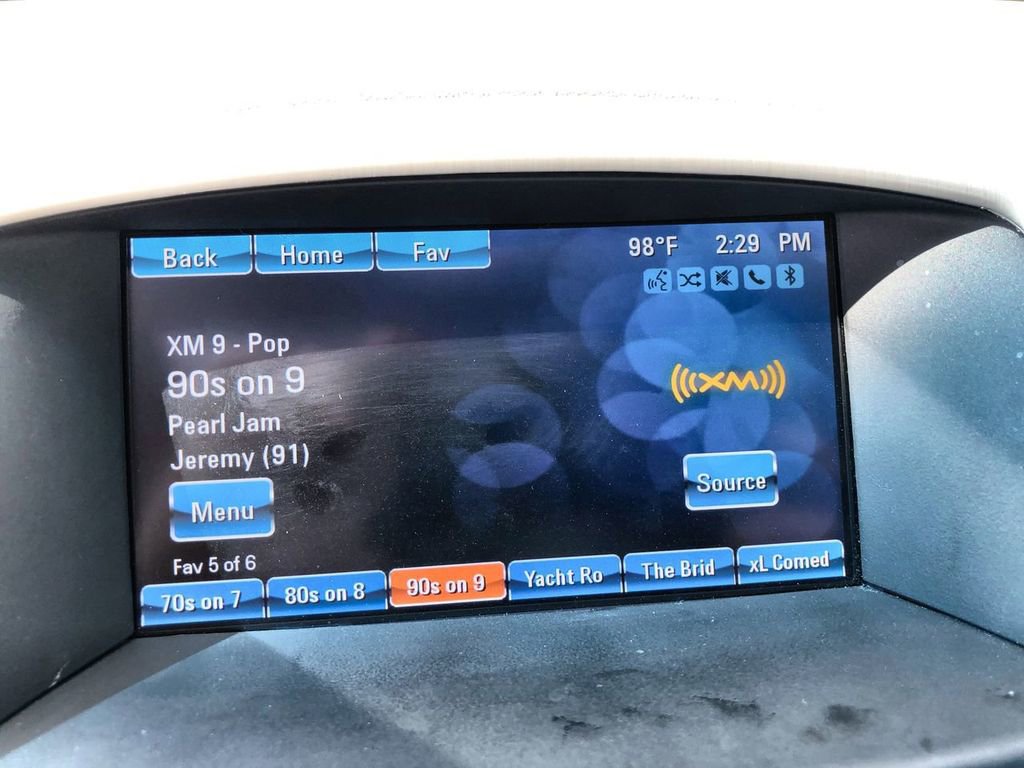 Back Home Fav
98°F 2:29 PM
XM 9 - Pop
90s on 9
XM
Pearl Jam
Jeremy (91)
Source
Menu
Fav 5 of 6
70s on 7 80s on 8 90s on 9 Yacht Ro The Brid xL Comed